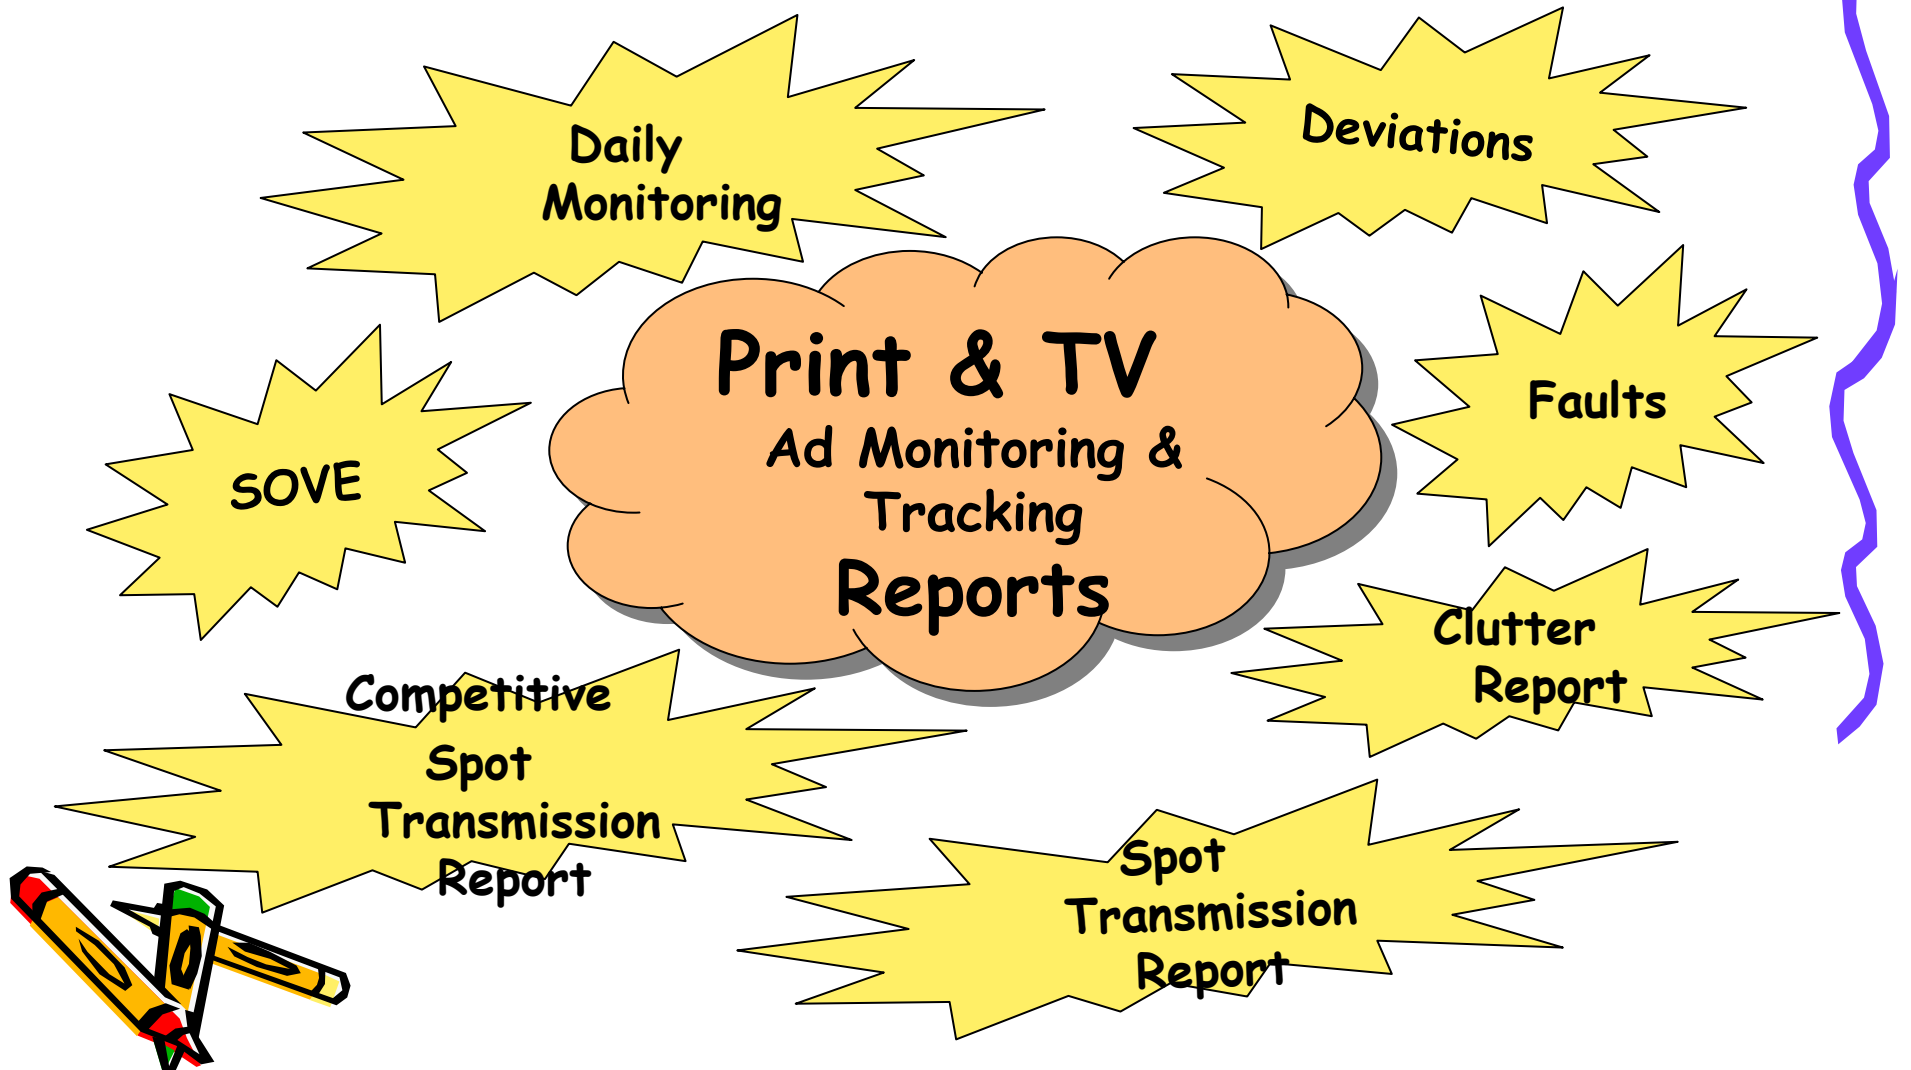 Daily
Monitoring
Deviations
Print & TV
Ad Monitoring &
Tracking
Reports
Faults
SOVE
Clutter
Report
Competitive
Spot
Transmission
Report
Spot
Transmission
Report